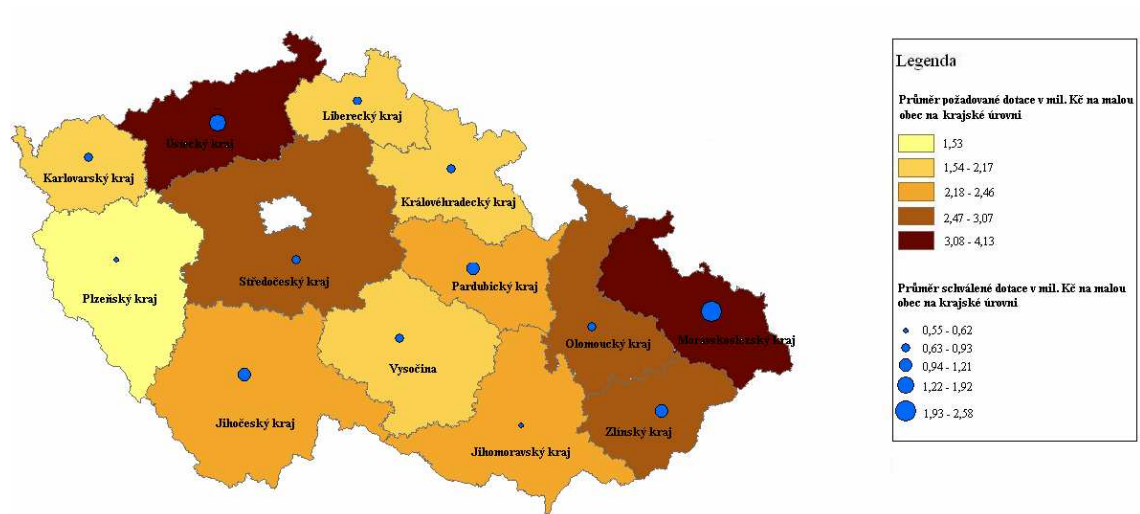 Liberecký kraj
Ústecký kraj
Karlovarský kraj
Královéhradecký kraj
Středočeský kraj
Pardubický kraj
Plzeňský kraj
Moravskoslezský kraj
Olomoucký kraj
Vysočina
Jihočeský kraj
Zlínský kraj
Jihomoravský kraj
Legenda
Průměr požadované dotace v mil. Kč na malou
obec na krajské úrovni
1,53
1,54 - 2,17
2,18 - 2,46
2,47 - 3,07
3,08 - 4,13
Průměr schválené dotace v mil. Kč na malou
obec na krajské úrovni
0,55 - 0,62
0,63 - 0,93
0,94 - 1,21
1,22 - 1,92
1,93 - 2,58